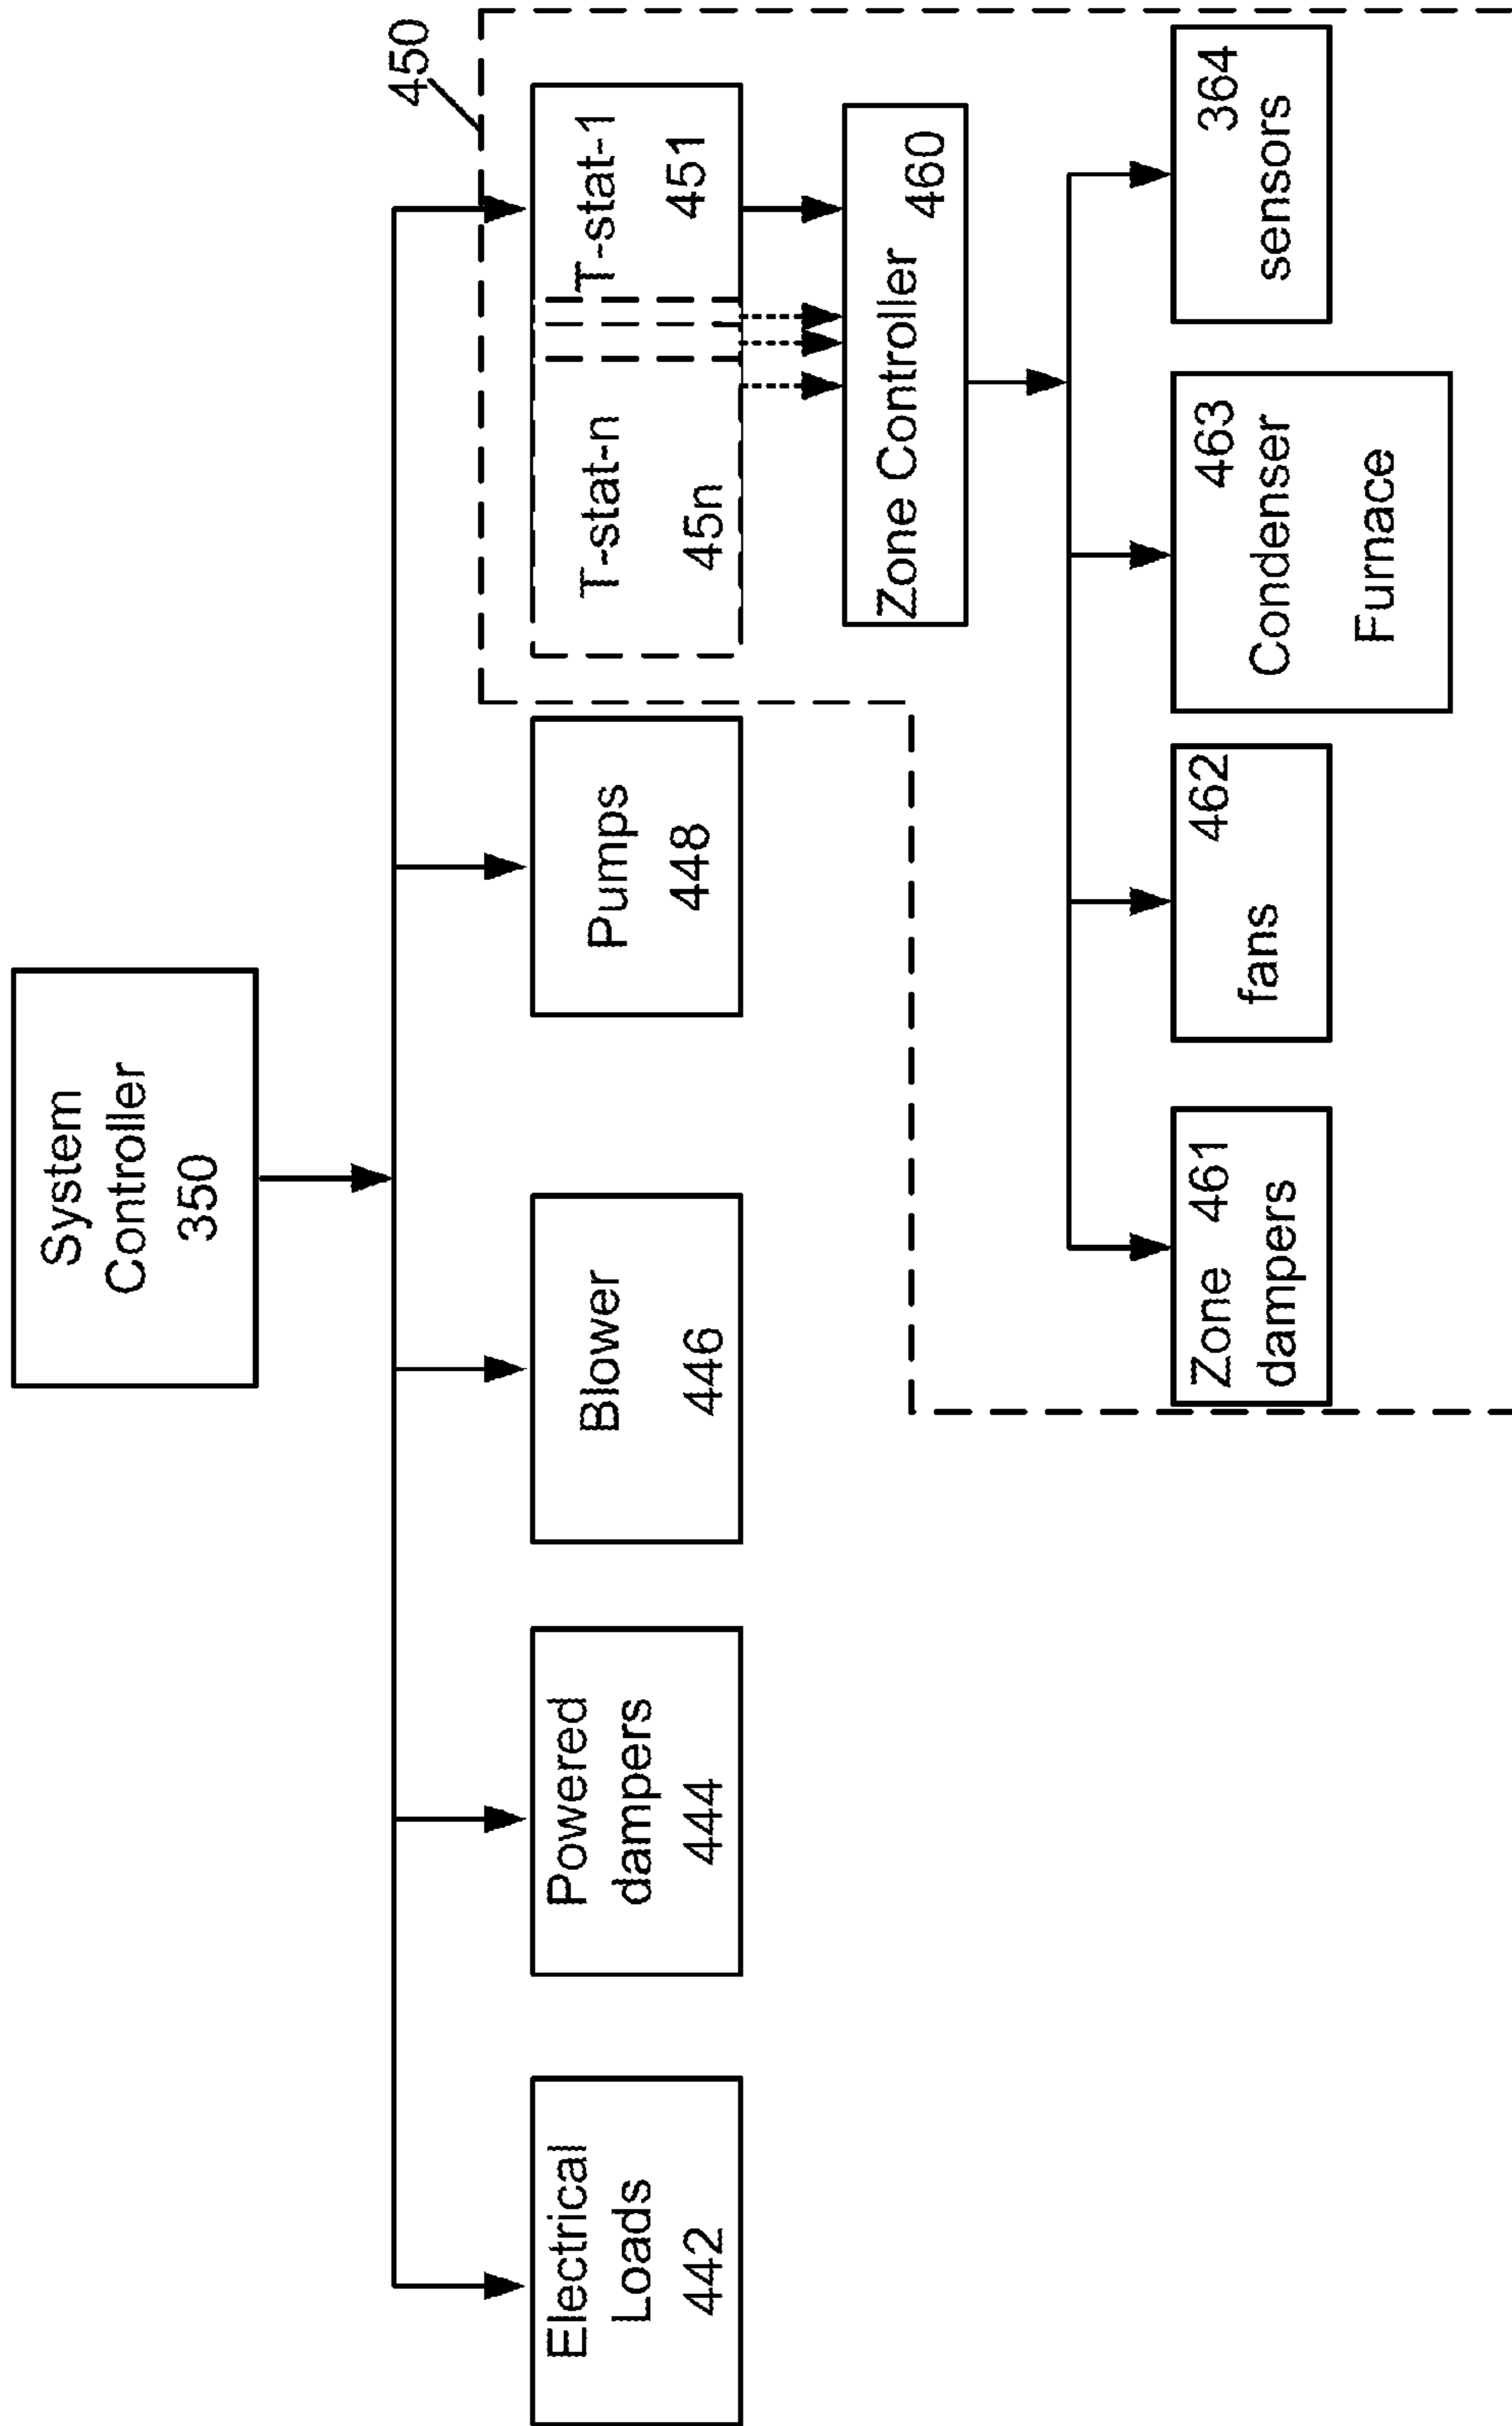 System
Controller
350
450
Electrical
Loads
442
Powered
dampers
444
Blower
446
Pumps
448
T-stat-n
45n
T-stat-1
451
Zone Controller 460
Zone 461
dampers
462
fans
463
Condenser
Furnace
364
sensors